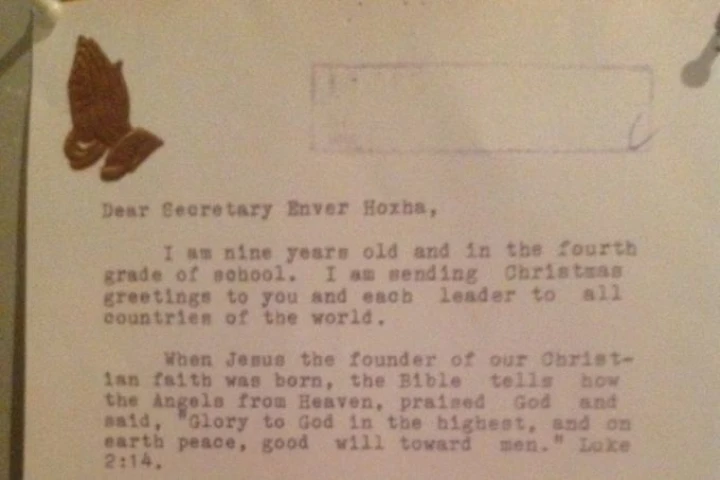 Dear Secretary Enver Hoxha,
I am nine years old and in the fourth
grade of school. I am sending Christmas
greetings to you and each leader to all
countries of the world.
When Jesus the founder of our Christ-
ian faith was born, the Bible tells how
the Angels from Heaven, praised God and
said, "Glory to God in the highest, and on
earth peace, good will toward men." Luke
2:14.